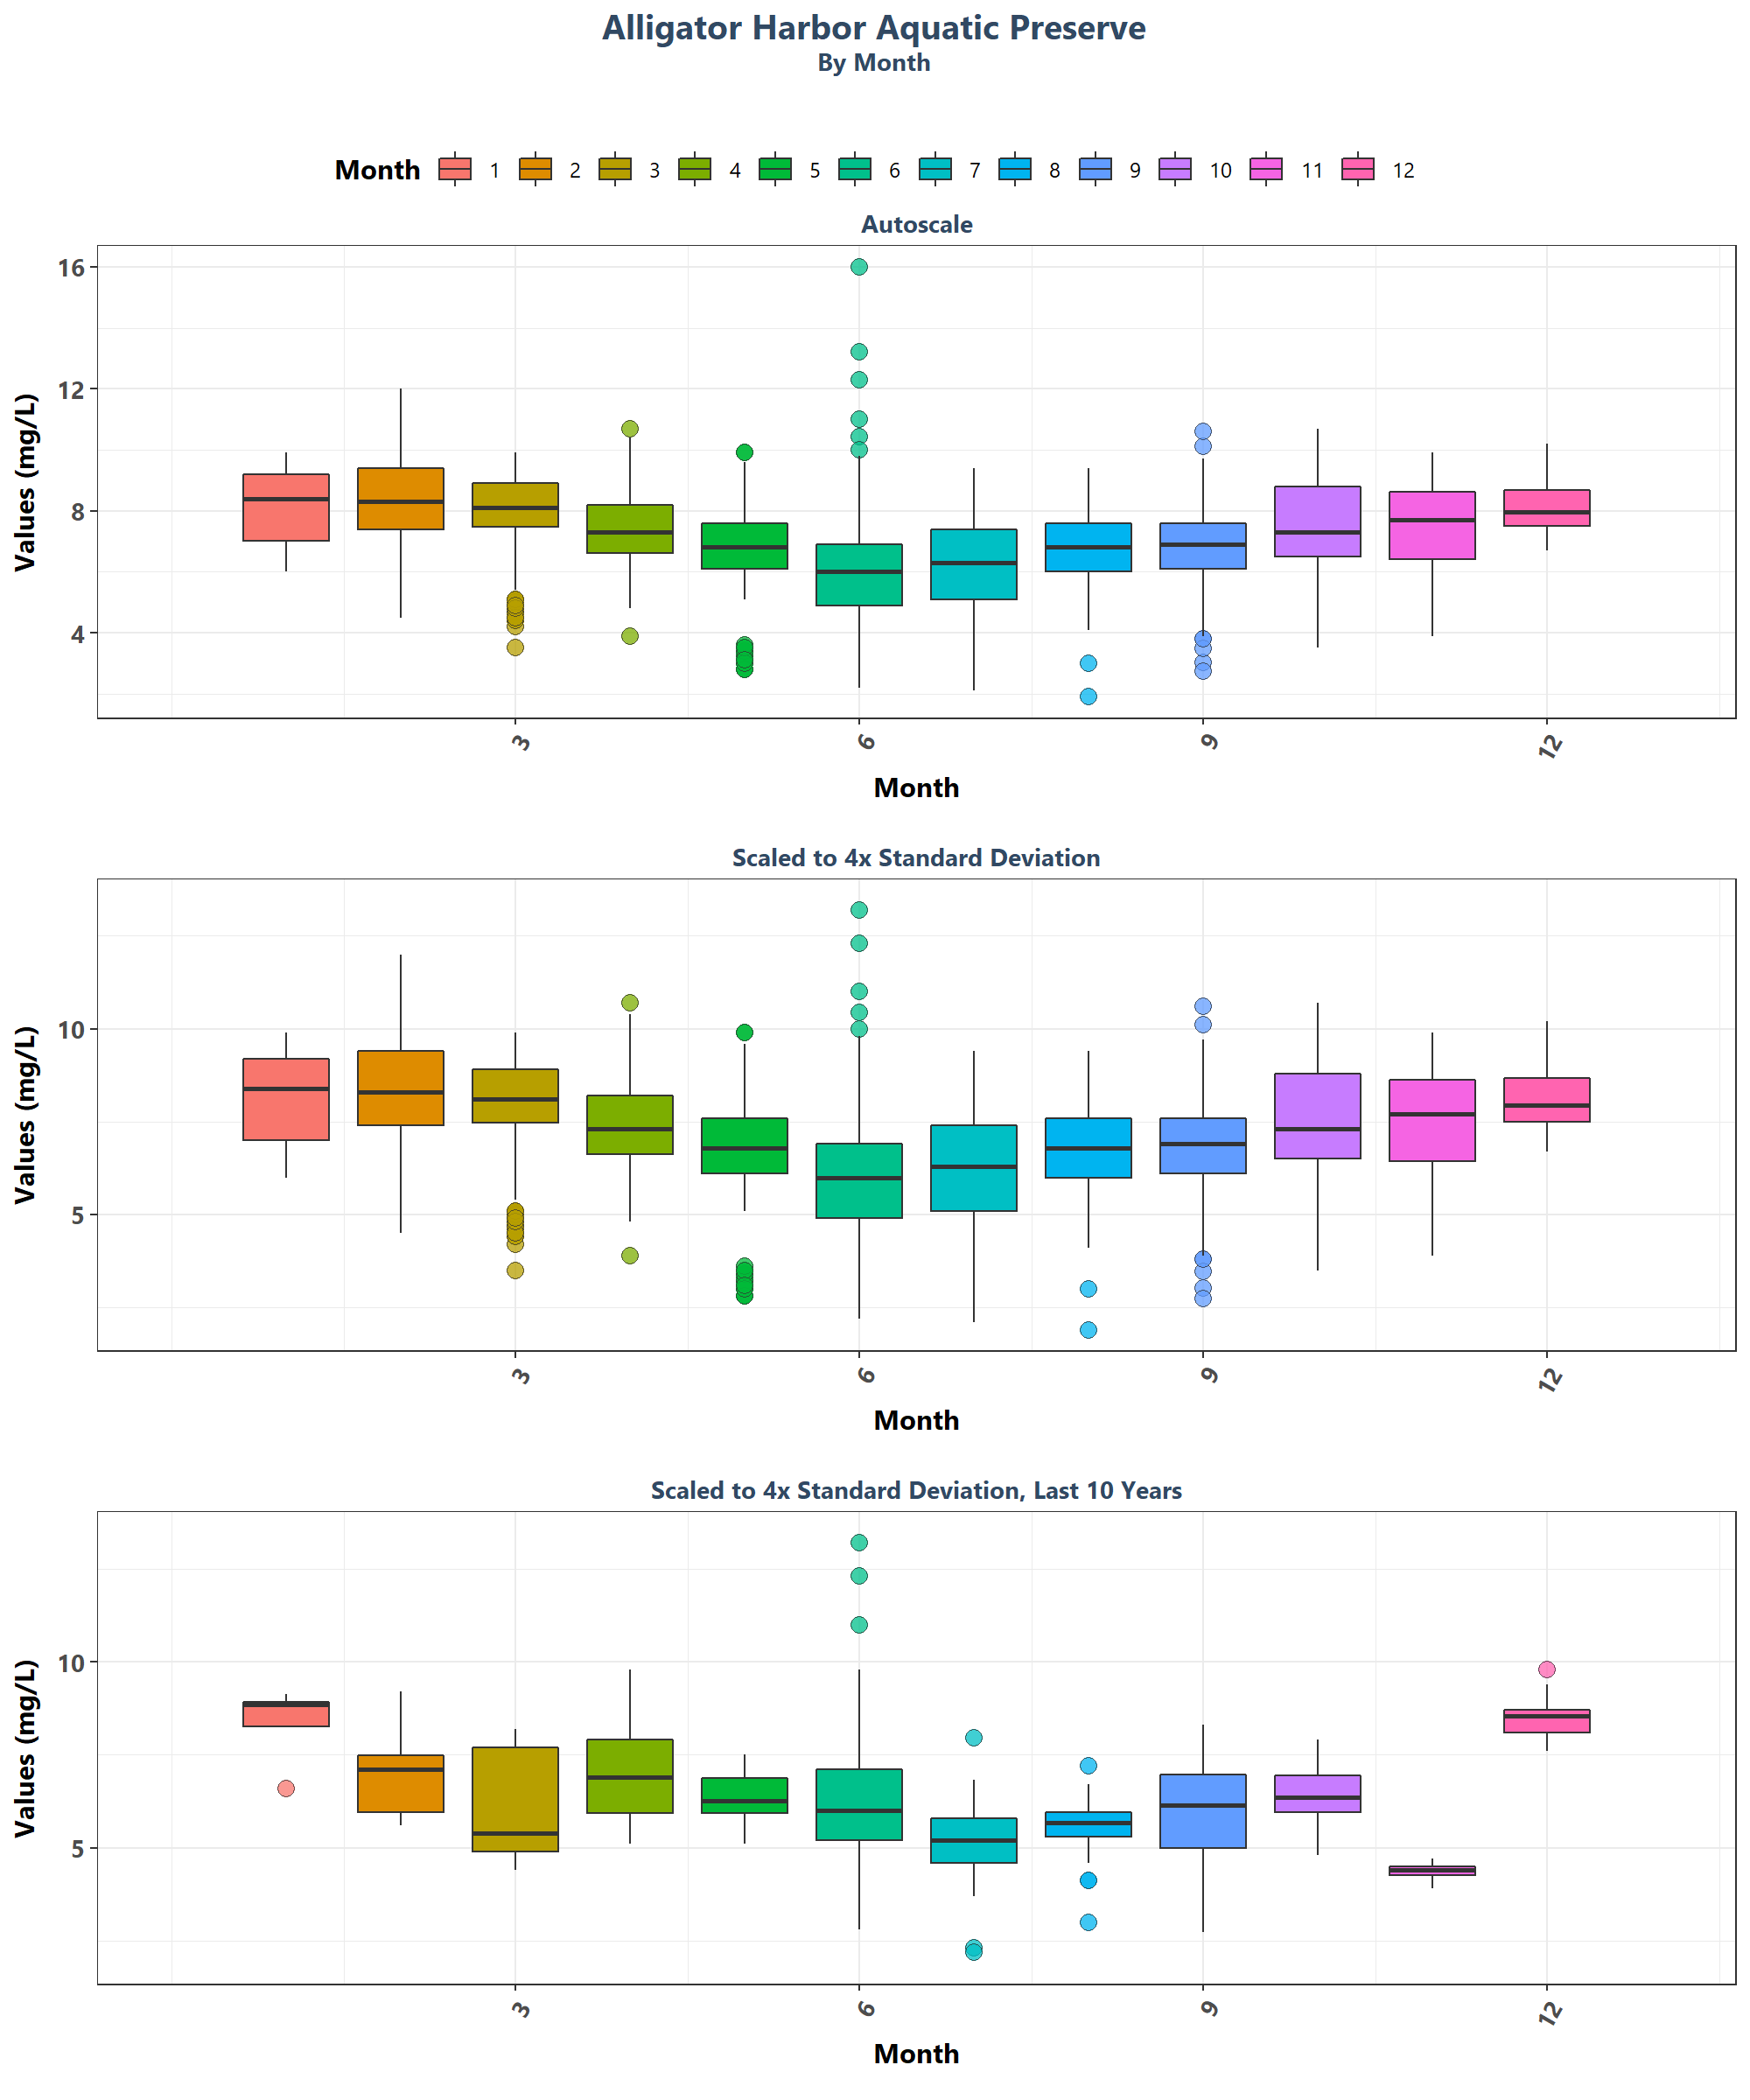 Alligator Harbor Aquatic Preserve
By Month
Month 1 2 3 4 5 6 7 8 9 10 11 12
Autoscale
Values (mg/L)
16
12
8
4
3 6 9 12
Month
Scaled to 4x Standard Deviation
Values (mg/L)
10
5
3 6 9 12
Month
Scaled to 4x Standard Deviation, Last 10 Years
Values (mg/L)
10
5
3 6 9 12
Month